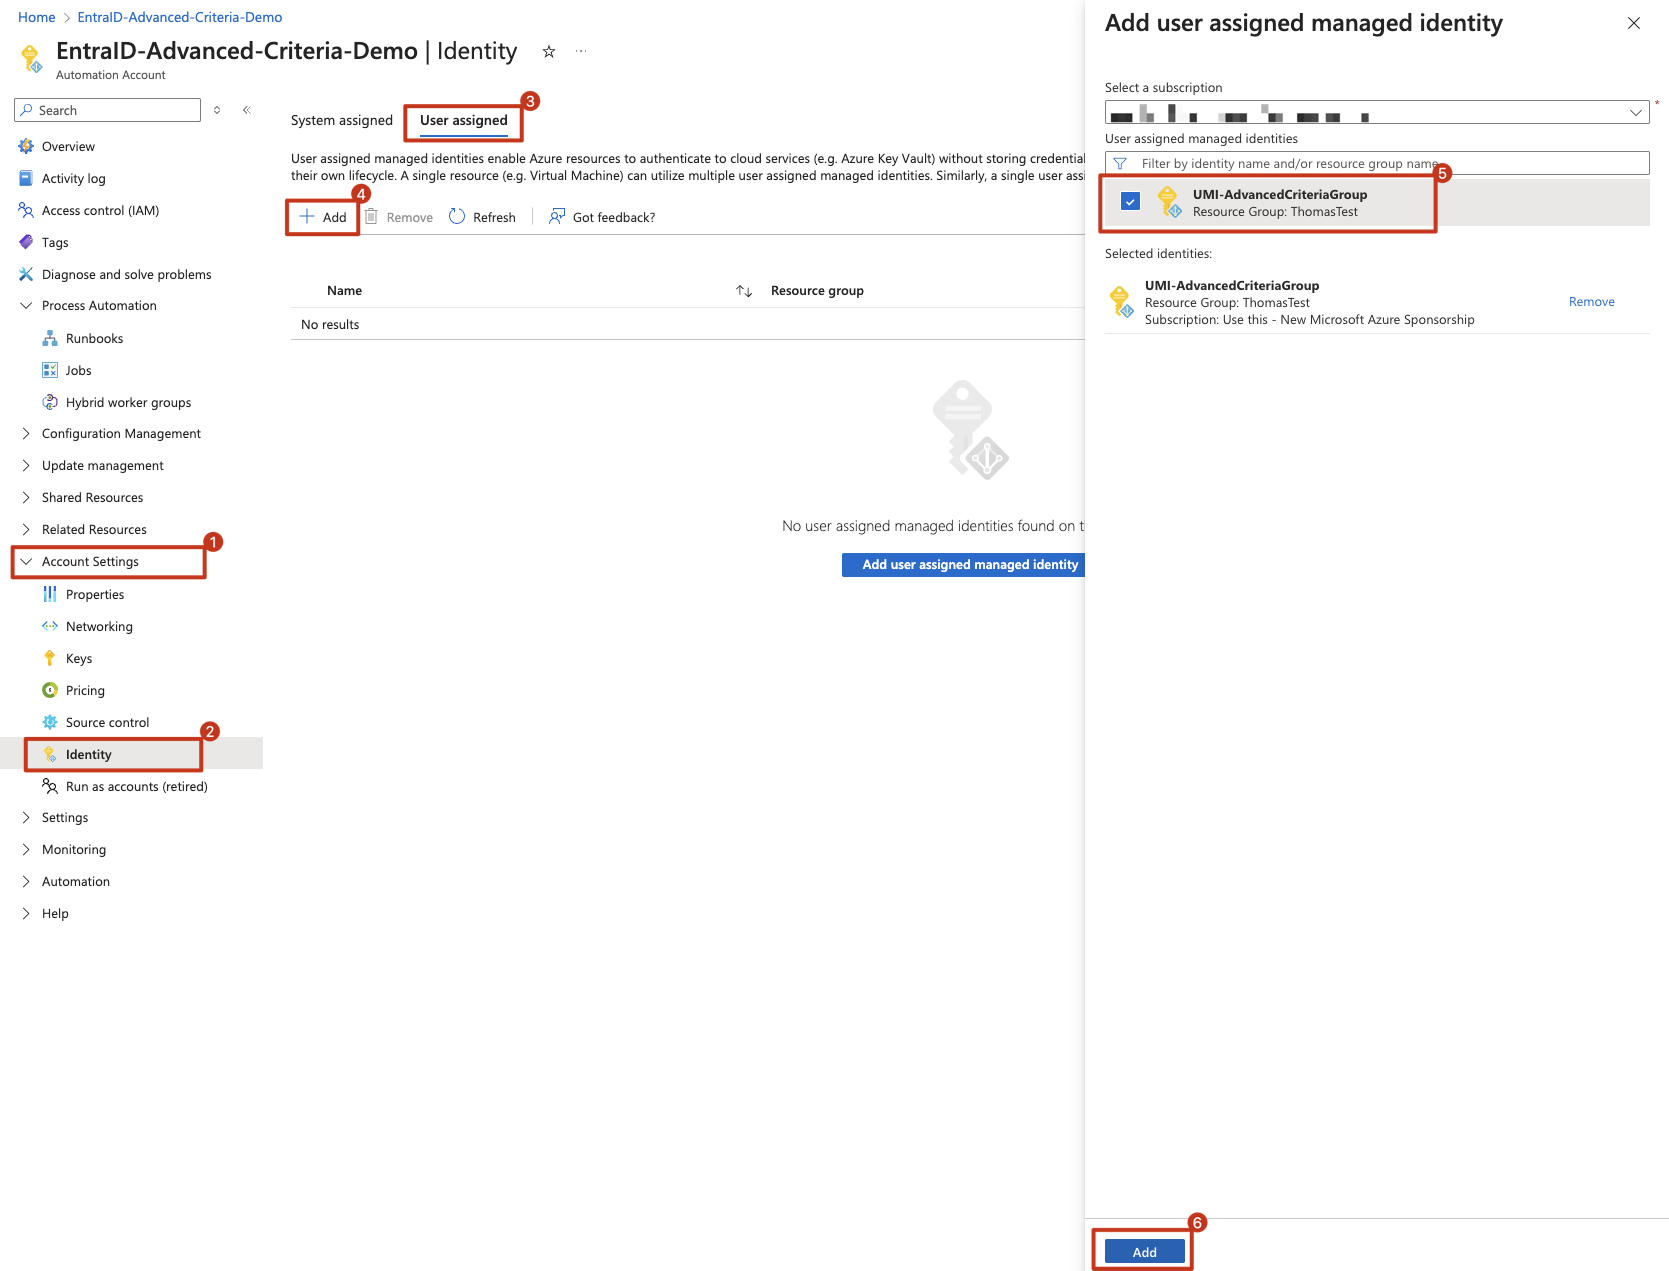 Home > EntraID-Advanced-Criteria-Demo
EntraID-Advanced-Criteria-Demo | Identity
Automation Account
Search
Overview
Activity log
Access control (IAM)
Tags
Diagnose and solve problems
Process Automation
Runbooks
Jobs
Hybrid worker groups
Configuration Management
Update management
Shared Resources
Related Resources
1
Account Settings
Properties
Networking
Keys
Pricing
Source control
2
Identity
Run as accounts (retired)
Settings
Monitoring
Automation
Help
3
System assigned User assigned
User assigned managed identities enable Azure resources to authenticate to cloud services (e.g. Azure Key Vault) without storing credential
their own lifecycle. A single resource (e.g. Virtual Machine) can utilize multiple user assigned managed identities. Similarly, a single user assi
4
Add Remove Refresh Got feedback?
Name Resource group
No results
No user assigned managed identities found on t
Add user assigned managed identity
Add user assigned managed identity
Select a subscription
*
User assigned managed identities
Filter by identity name and/or resource group name
5
UMI-AdvancedCriteriaGroup
Resource Group: ThomasTest
Selected identities:
UMI-AdvancedCriteriaGroup
Resource Group: ThomasTest
Remove
Subscription: Use this - New Microsoft Azure Sponsorship
6
Add